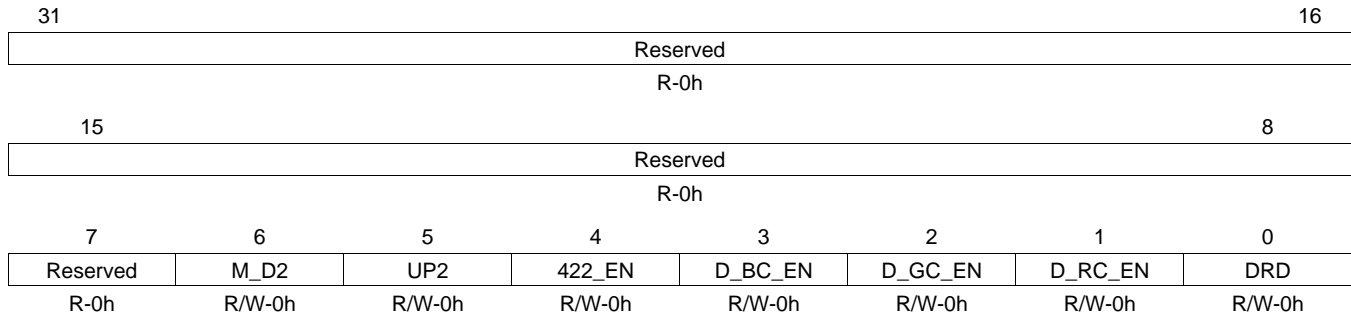 31 16
Reserved
R-0h
15 8
Reserved
R-0h
7 6 5 4 3 2 1 0
Reserved M_D2 UP2 422_EN D_BC_EN D_GC_EN D_RC_EN DRD
R-0h R/W-0h R/W-0h R/W-0h R/W-0h R/W-0h R/W-0h R/W-0h